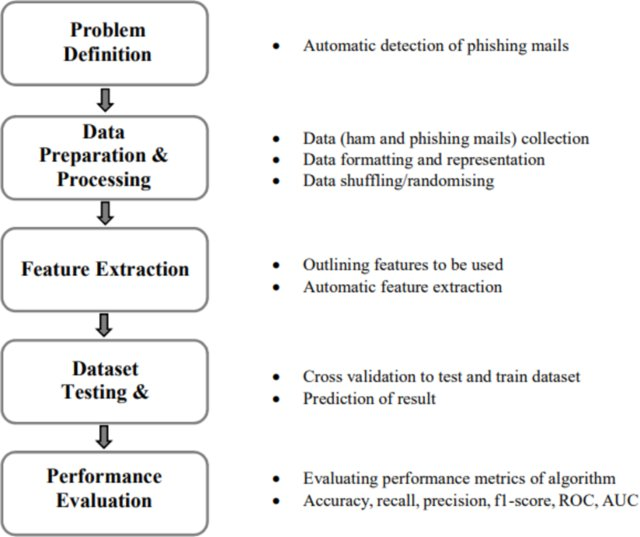 Problem
Definition
• Automatic detection of phishing mails
Data
Preparation &
Processing
• Data (ham and phishing mails) collection
• Data formatting and representation
• Data shuffling/randomising
Feature Extraction
• Outlining features to be used
• Automatic feature extraction
Dataset
Testing &
• Cross validation to test and train dataset
• Prediction of result
Performance
Evaluation
• Evaluating performance metrics of algorithm
• Accuracy, recall, precision, f1-score, ROC, AUC